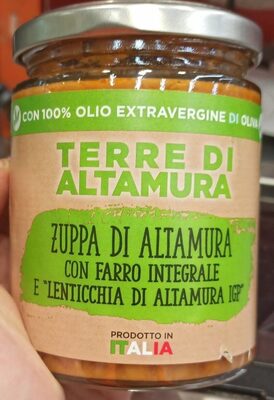 CON 100% OLIO EXTRAVERGINE DI OLIVA
TERRE DI
ALTAMURA
ZUPPA DI ALTAMURA
CON FARRO INTEGRALE
E "LENTICCHIA DI ALTAMURA IGP"
PRODOTTO IN
ITALIA